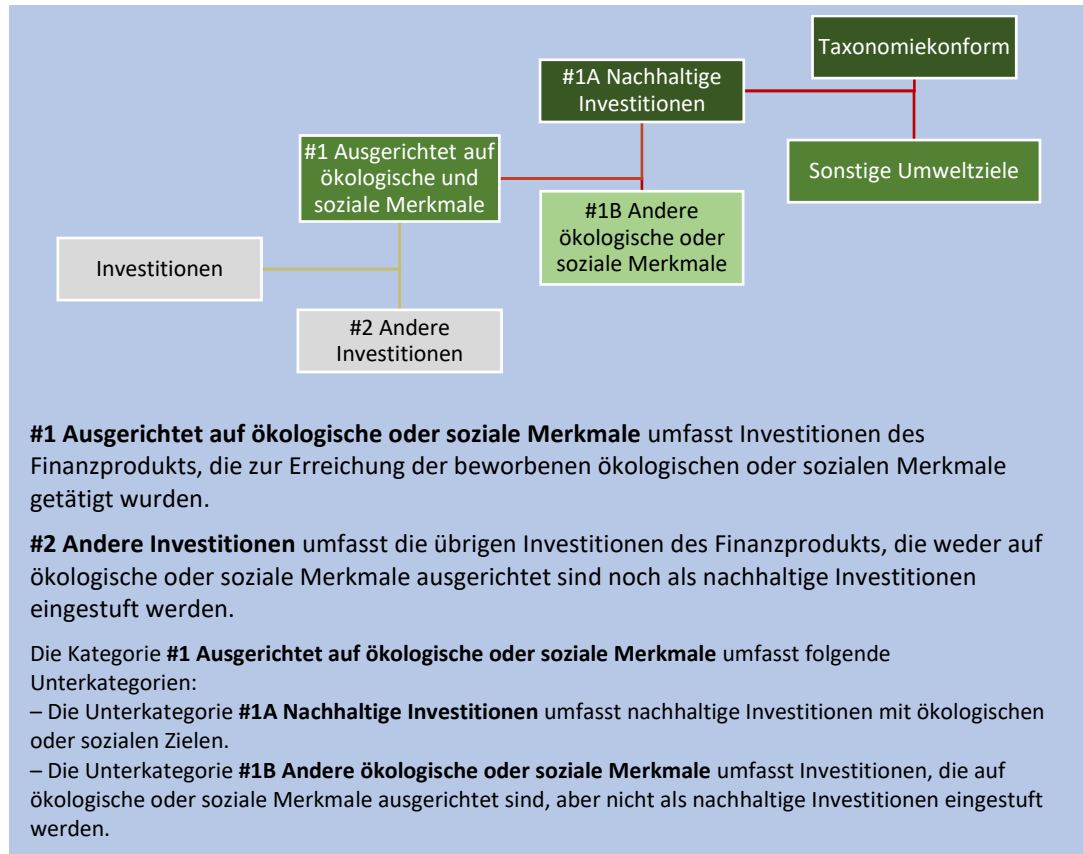 Taxonomiekonform
#1A Nachhaltige
Investitionen
#1 Ausgerichtet auf
ökologische und
soziale Merkmale
Sonstige Umweltziele
#1B Andere
ökologische oder
soziale Merkmale
Investitionen
#2 Andere
Investitionen
#1 Ausgerichtet auf ökologische oder soziale Merkmale umfasst Investitionen des
Finanzprodukts, die zur Erreichung der beworbenen ökologischen oder sozialen Merkmale
getätigt wurden.
#2 Andere Investitionen umfasst die übrigen Investitionen des Finanzprodukts, die weder auf
ökologische oder soziale Merkmale ausgerichtet sind noch als nachhaltige Investitionen
eingestuft werden.
Die Kategorie #1 Ausgerichtet auf ökologische oder soziale Merkmale umfasst folgende
Unterkategorien:
– Die Unterkategorie #1A Nachhaltige Investitionen umfasst nachhaltige Investitionen mit ökologischen
oder sozialen Zielen.
– Die Unterkategorie #1B Andere ökologische oder soziale Merkmale umfasst Investitionen, die auf
ökologische oder soziale Merkmale ausgerichtet sind, aber nicht als nachhaltige Investitionen eingestuft
werden.